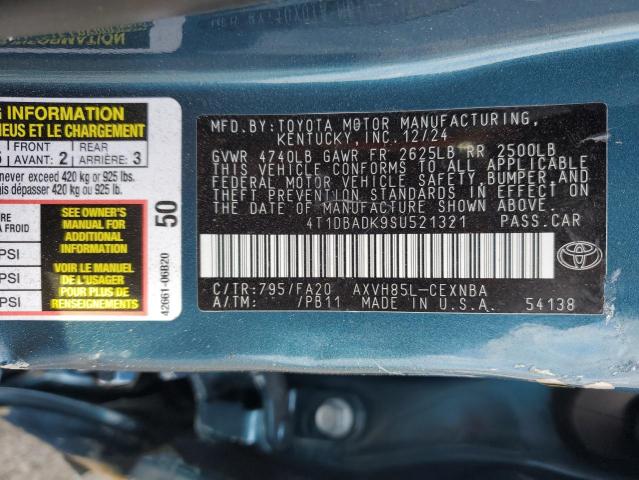 INFORMATION
G INFORMATION
NEUS ET LE CHARGEMENT
FRONT REAR
AVANT: 2 ARRIÈRE: 3
never exceed 420 kg or 925 lbs.
ais dépasser 420 kg ou 925 lb.
RE
À FROID
PSI
PSI
SEE OWNER'S
MANUAL FOR
ADDITIONAL
INFORMATION
VOIR LE MANUEL
DE L'USAGER
POUR PLUS DE
RENSEIGNEMENTS
50
42661-06B20
MFD.BY:TOYOTA MOTOR MANUFACTURING,
KENTUCKY, INC. 12/24
GVWR 4740LB GAWR FR 2625LB RR 2500LB
THIS VEHICLE CONFORMS TO ALL APPLICABLE
FEDERAL MOTOR VEHICLE SAFETY, BUMPER AND
THEFT PREVENTION STANDARDS IN EFFECT ON
THE DATE OF MANUFACTURE SHOWN ABOVE.
4T1DBADK9SU521321 PASS.CAR
C/TR:795/FA20 AXVH85L-CEXNBA
A/TM: /PB11 MADE IN U.S.A. 54138